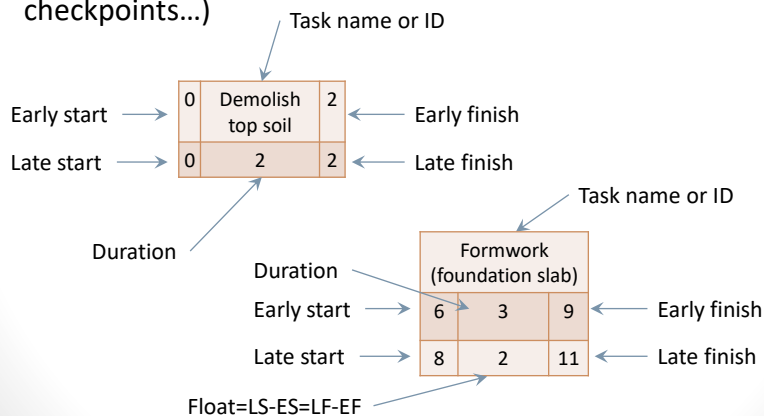 checkpoints…)
Task name or ID
0 Demolish top soil 2
Early start
Early finish
0 2 2
Late start
Late finish
Duration
Task name or ID
Formwork
(foundation slab)
Duration
Early start
6 3 9
Early finish
Late start
8 2 11
Late finish
Float=LS-ES=LF-EF